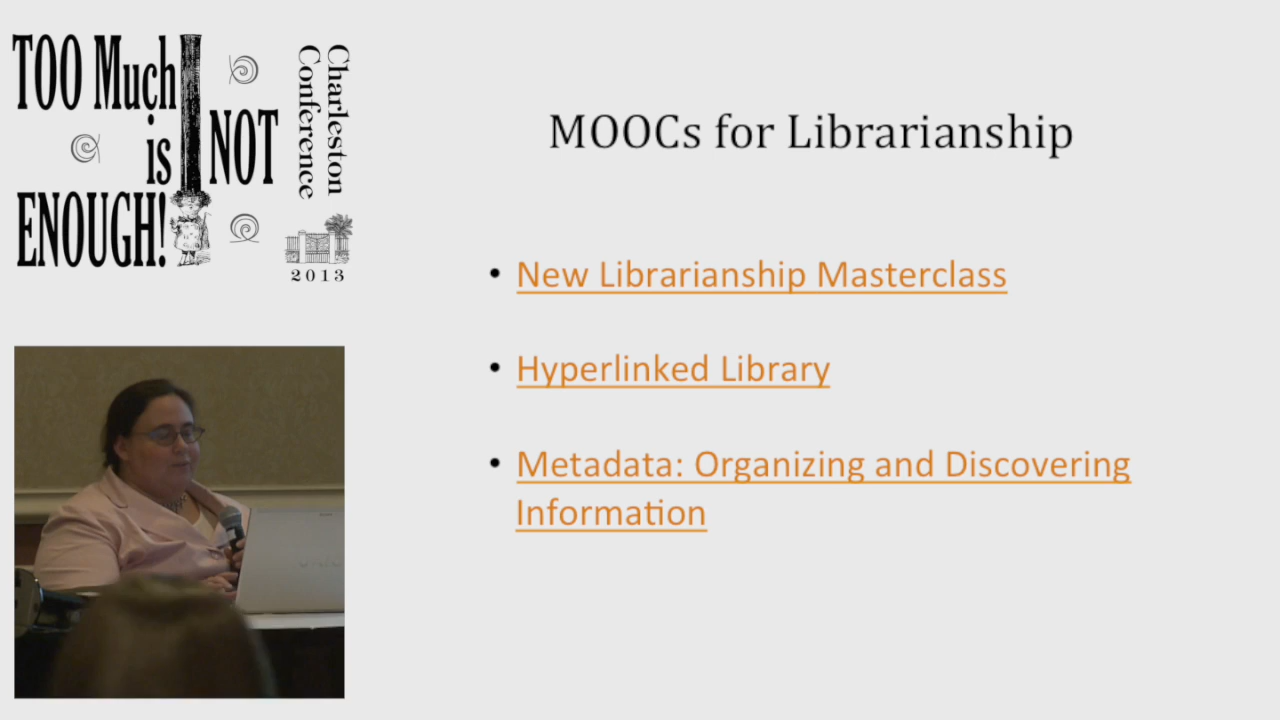 TOO Much
is NOT
ENOUGH!
Charleston
Conference
2013
MOOCs for Librarianship
• New Librarianship Masterclass
• Hyperlinked Library
• Metadata: Organizing and Discovering
Information